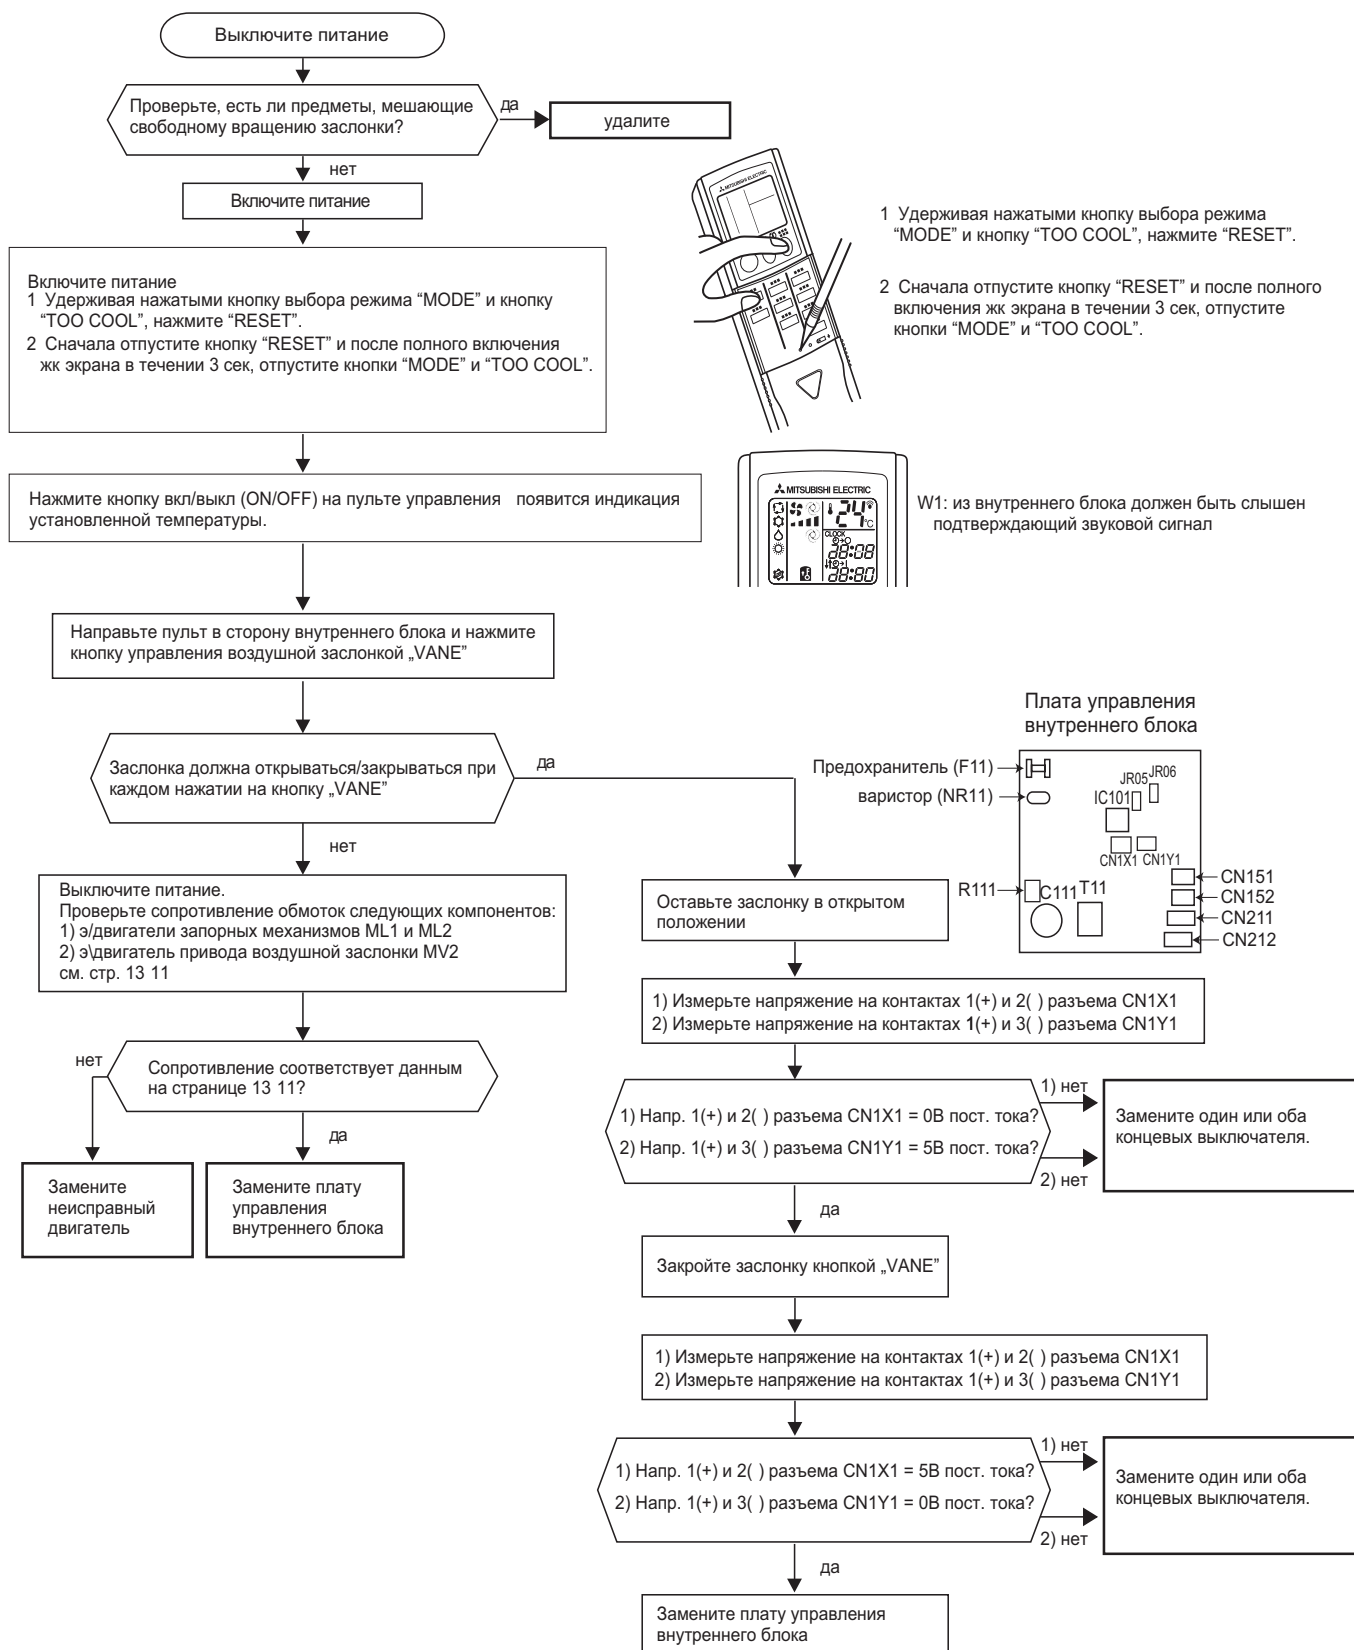 Выключите питание
Проверьте, есть ли предметы, мешающие
свободному вращению заслонки?
да
удалите
нет
Включите питание
Включите питание
1 Удерживая нажатыми кнопку выбора режима “MODE” и кнопку
“TOO COOL”, нажмите “RESET”.
2 Сначала отпустите кнопку “RESET” и после полного включения
жк экрана в течении 3 сек, отпустите кнопки “MODE” и “TOO COOL”.
MITSUBISHI ELECTRIC
1 Удерживая нажатыми кнопку выбора режима
“MODE” и кнопку “TOO COOL”, нажмите “RESET”.
2 Сначала отпустите кнопку “RESET” и после полного
включения жк экрана в течении 3 сек, отпустите
кнопки “MODE” и “TOO COOL”.
Нажмите кнопку вкл/выкл (ON/OFF) на пульте управления появится индикация
установленной температуры.
MITSUBISHI ELECTRIC
24°C
CLOCK
88:08
88:80
W1: из внутреннего блока должен быть слышен
подтверждающий звуковой сигнал
Направьте пульт в сторону внутреннего блока и нажмите
кнопку управления воздушной заслонкой „VANE”
Заслонка должна открываться/закрываться при
каждом нажатии на кнопку „VANE”
да
нет
Плата управления
внутреннего блока
Предохранитель (F11)
варистор (NR11)
JR05
JR06
IC101
CN1X1
CN1Y1
R111
C111
T11
CN151
CN152
CN211
CN212
Выключите питание.
Проверьте сопротивление обмоток следующих компонентов:
1) э/двигатели запорных механизмов ML1 и ML2
2) э\двигатель привода воздушной заслонки MV2
см. стр. 13 11
Сопротивление соответствует данным
на странице 13 11?
нет
да
Замените
неисправный
двигатель
Замените плату
управления
внутреннего блока
Оставьте заслонку в открытом
положении
1) Измерьте напряжение на контактах 1(+) и 2( ) разъема CN1X1
2) Измерьте напряжение на контактах 1(+) и 3( ) разъема CN1Y1
1) Напр. 1(+) и 2( ) разъема CN1X1 = 0В пост. тока?
2) Напр. 1(+) и 3( ) разъема CN1Y1 = 5В пост. тока?
1) нет
2) нет
Замените один или оба
концевых выключателя.
да
Закройте заслонку кнопкой „VANE”
1) Измерьте напряжение на контактах 1(+) и 2( ) разъема CN1X1
2) Измерьте напряжение на контактах 1(+) и 3( ) разъема CN1Y1
1) Напр. 1(+) и 2( ) разъема CN1X1 = 5В пост. тока?
2) Напр. 1(+) и 3( ) разъема CN1Y1 = 0В пост. тока?
1) нет
2) нет
Замените один или оба
концевых выключателя.
да
Замените плату управления
внутреннего блока